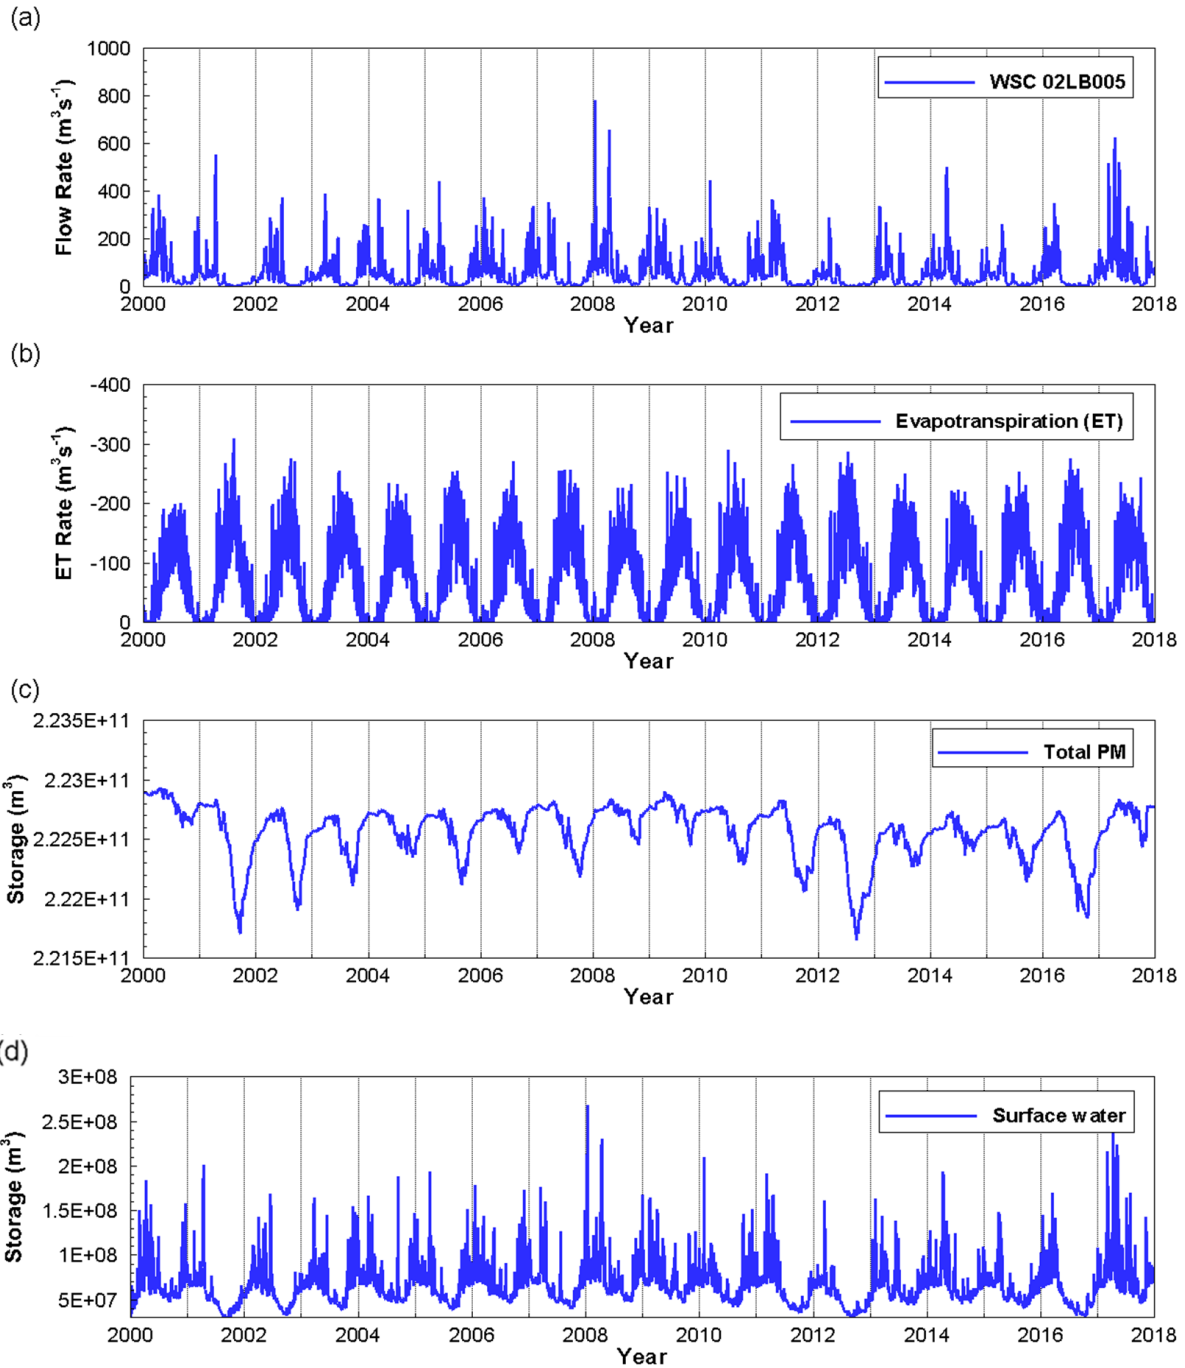 (a)
1000
800
600
400
200
0
Flow Rate (m³s⁻¹)
WSC 02LB005
2000 2002 2004 2006 2008 2010 2012 2014 2016 2018
Year
(b)
-400
-300
-200
-100
0
ET Rate (m³s⁻¹)
Evapotranspiration (ET)
2000 2002 2004 2006 2008 2010 2012 2014 2016 2018
Year
(c)
2.235E+11
2.23E+11
2.225E+11
2.22E+11
2.215E+11
Storage (m³)
Total PM
2000 2002 2004 2006 2008 2010 2012 2014 2016 2018
Year
(d)
3E+08
2.5E+08
2E+08
1.5E+08
1E+08
5E+07
Storage (m³)
Surface water
2000 2002 2004 2006 2008 2010 2012 2014 2016 2018
Year